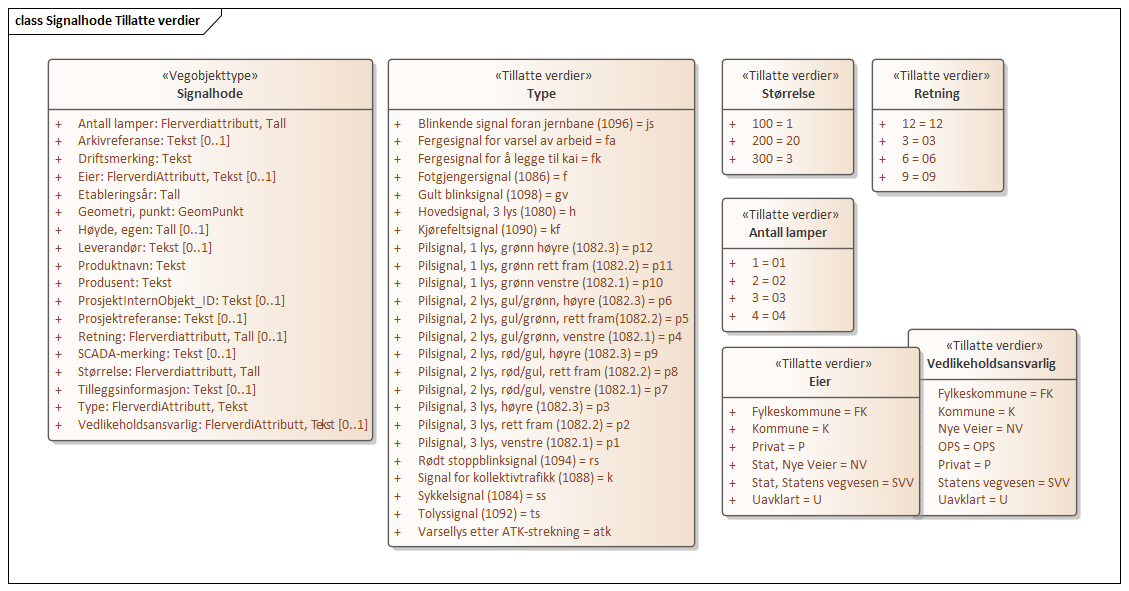 class Signalhode Tillatte verdier
«Vegobjekttype»
Signalhode
+ Antall lamper: Flerverdiattributt, Tall
+ Arkivreferanse: Tekst [0..1]
+ Driftsmerking: Tekst
+ Eier: FlerverdiAttributt, Tekst [0..1]
+ Etableringsår: Tall
+ Geometri, punkt: GeomPunkt
+ Høyde, egen: Tall [0..1]
+ Leverandør: Tekst [0..1]
+ Produktnavn: Tekst
+ Produsent: Tekst
+ ProsjektInternObjekt_ID: Tekst [0..1]
+ Prosjektreferanse: Tekst [0..1]
+ Retning: Flerverdiattributt, Tall [0..1]
+ SCADA-merking: Tekst [0..1]
+ Størrelse: Flerverdiattributt, Tall
+ Tilleggsinformasjon: Tekst [0..1]
+ Type: FlerverdiAttributt, Tekst
+ Vedlikeholdsansvarlig: FlerverdiAttributt, Tekst [0..1]
«Tillatte verdier»
Type
+ Blinkende signal foran jernbane (1096) = js
+ Fergesignal for varsel av arbeid = fa
+ Fergesignal for å legge til kai = fk
+ Fotgjengersignal (1086) = f
+ Gult blinksignal (1098) = gv
+ Hovedsignal, 3 lys (1080) = h
+ Kjørefeltsignal (1090) = kf
+ Pilsignal, 1 lys, grønn høyre (1082.3) = p12
+ Pilsignal, 1 lys, grønn rett fram (1082.2) = p11
+ Pilsignal, 1 lys, grønn venstre (1082.1) = p10
+ Pilsignal, 2 lys, gul/grønn, høyre (1082.3) = p6
+ Pilsignal, 2 lys, gul/grønn, rett fram(1082.2) = p5
+ Pilsignal, 2 lys, gul/grønn, venstre (1082.1) = p4
+ Pilsignal, 2 lys, rød/gul, høyre (1082.3) = p9
+ Pilsignal, 2 lys, rød/gul, rett fram (1082.2) = p8
+ Pilsignal, 2 lys, rød/gul, venstre (1082.1) = p7
+ Pilsignal, 3 lys, høyre (1082.3) = p3
+ Pilsignal, 3 lys, rett fram (1082.2) = p2
+ Pilsignal, 3 lys, venstre (1082.1) = p1
+ Rødt stoppblinksignal (1094) = rs
+ Signal for kollektivtrafikk (1088) = k
+ Sykkelsignal (1084) = ss
+ Tolyssignal (1092) = ts
+ Varsellys etter ATK-strekning = atk
«Tillatte verdier»
Størrelse
+ 100 = 1
+ 200 = 20
+ 300 = 3
«Tillatte verdier»
Retning
+ 12 = 12
+ 3 = 03
+ 6 = 06
+ 9 = 09
«Tillatte verdier»
Antall lamper
+ 1 = 01
+ 2 = 02
+ 3 = 03
+ 4 = 04
«Tillatte verdier»
Eier
+ Fylkeskommune = FK
+ Kommune = K
+ Privat = P
+ Stat, Nye Veier = NV
+ Stat, Statens vegvesen = SVV
+ Uavklart = U
«Tillatte verdier»
Vedlikeholdsansvarlig
Fylkeskommune = FK
Kommune = K
Nye Veier = NV
OPS = OPS
Privat = P
Statens vegvesen = SVV
Uavklart = U